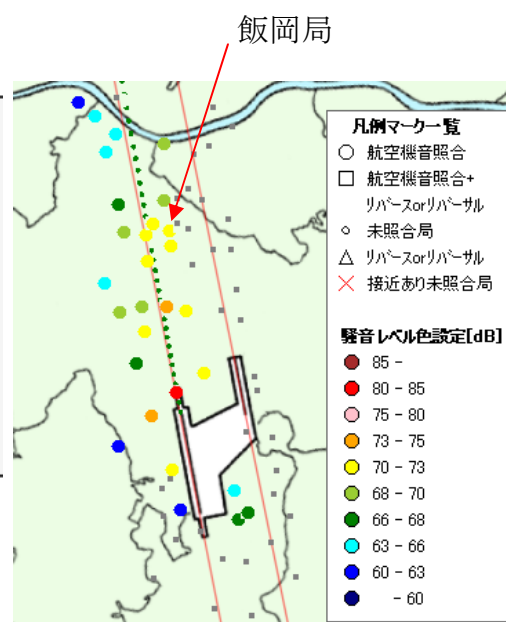 飯岡局
凡例マーク一覧
○ 航空機音照合
□ 航空機音照合+
リバースorリバーサル
○ 未照合局
△ リバースorリバーサル
× 接近あり未照合局
騒音レベル色設定[dB]
85 -
80 - 85
75 - 80
73 - 75
70 - 73
68 - 70
66 - 68
63 - 66
60 - 63
- 60